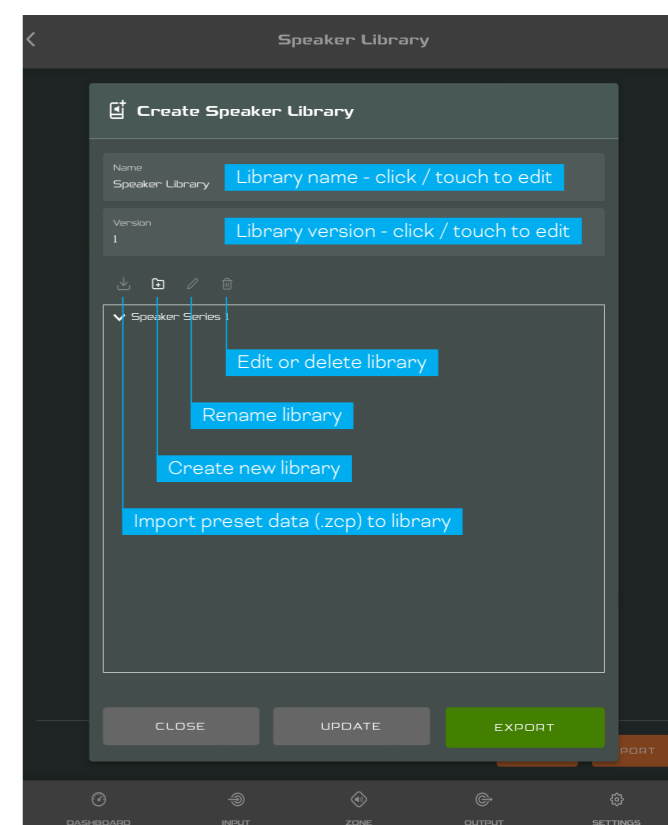 Speaker Library
Create Speaker Library
Name
Speaker Library
Library name - click / touch to edit
Version
1
Library version - click / touch to edit
Speaker Series 1
Edit or delete library
Rename library
Create new library
Import preset data (.zcp) to library
CLOSE
UPDATE
EXPORT
PORT
DASHBOARD
INPUT
ZONE
OUTPUT
SETTINGS